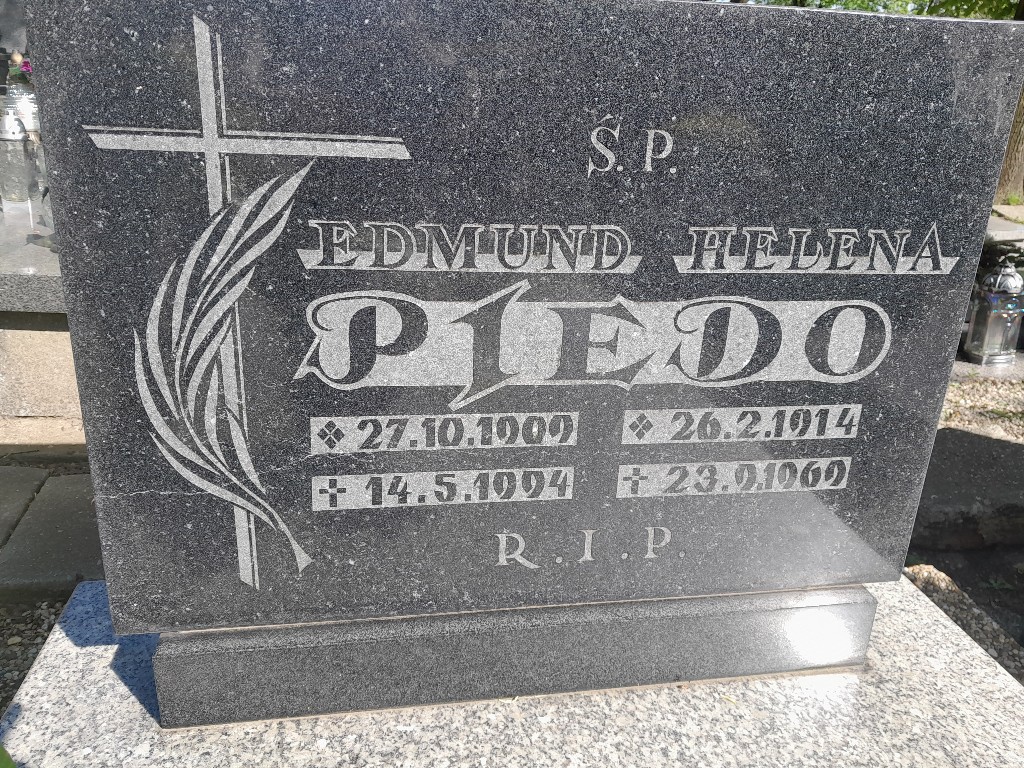 Ś. P.
EDMUND HELENA
PIEDO
27.10.1909 26.2.1914
14.5.1994 23.9.1969
R.I.P.